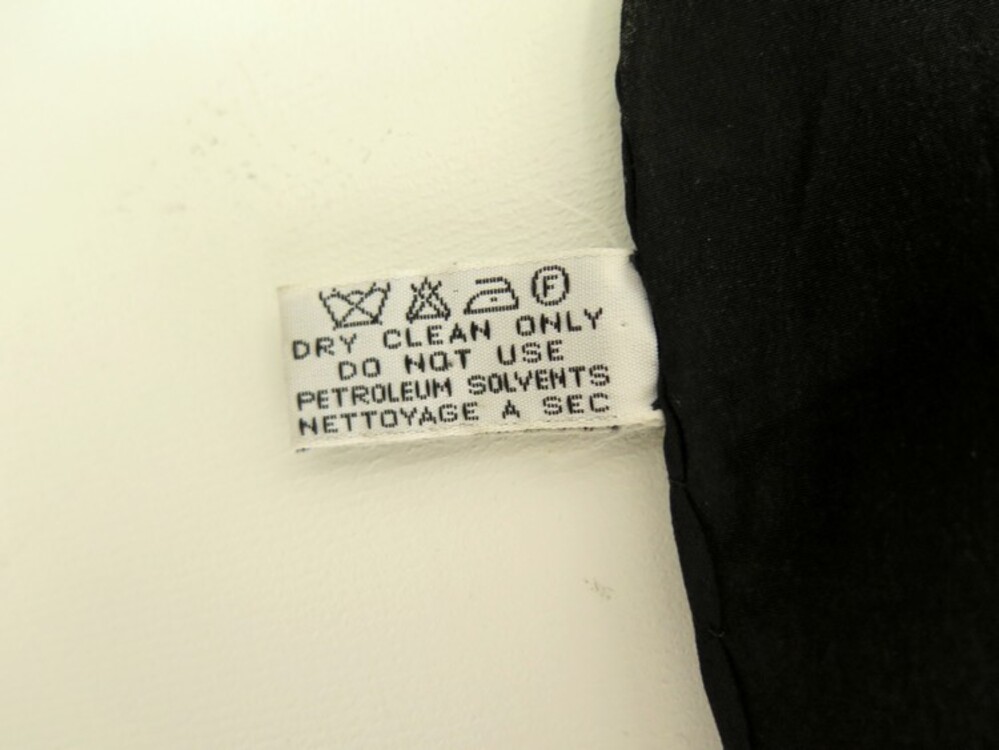 F
DRY CLEAN ONLY
DO NOT USE
PETROLEUM SOLVENTS
NETTOYAGE A SEC